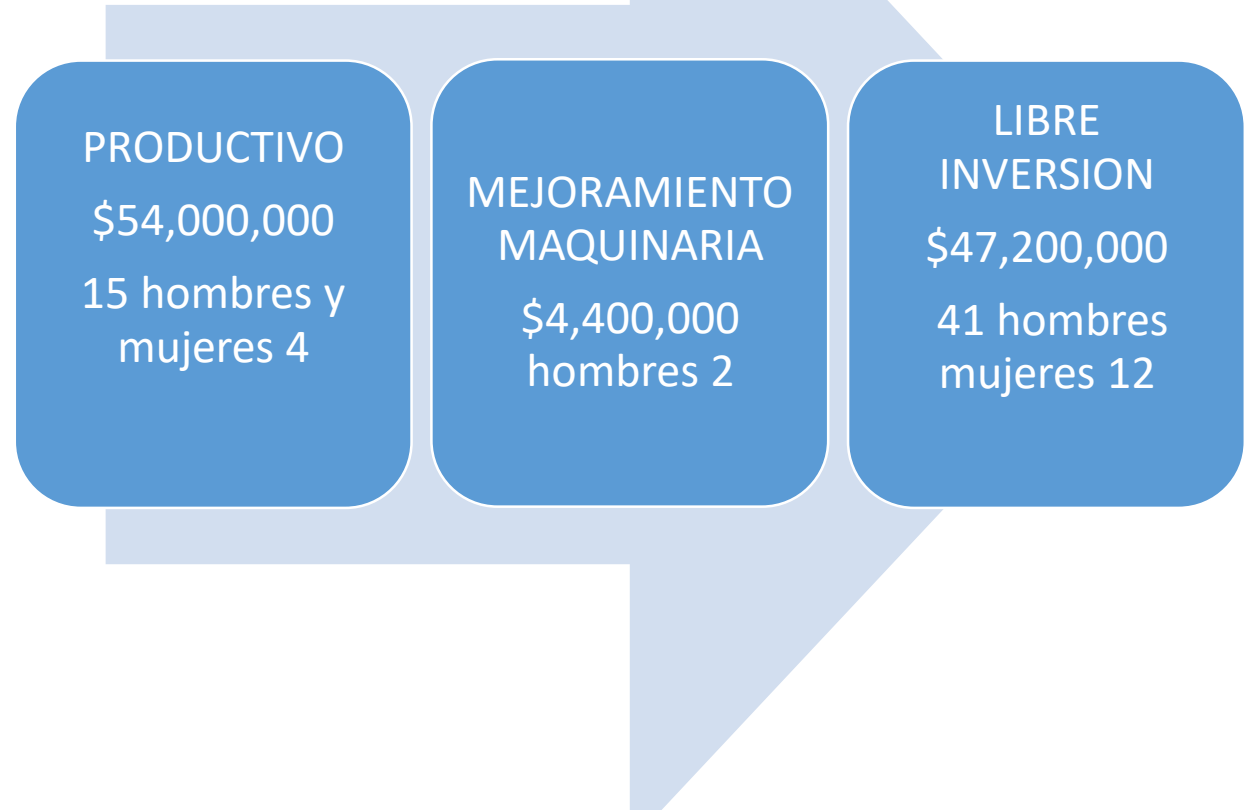 PRODUCTIVO
$54,000,000
15 hombres y
mujeres 4
MEJORAMIENTO
MAQUINARIA
$4,400,000
hombres 2
LIBRE
INVERSION
$47,200,000
41 hombres
mujeres 12